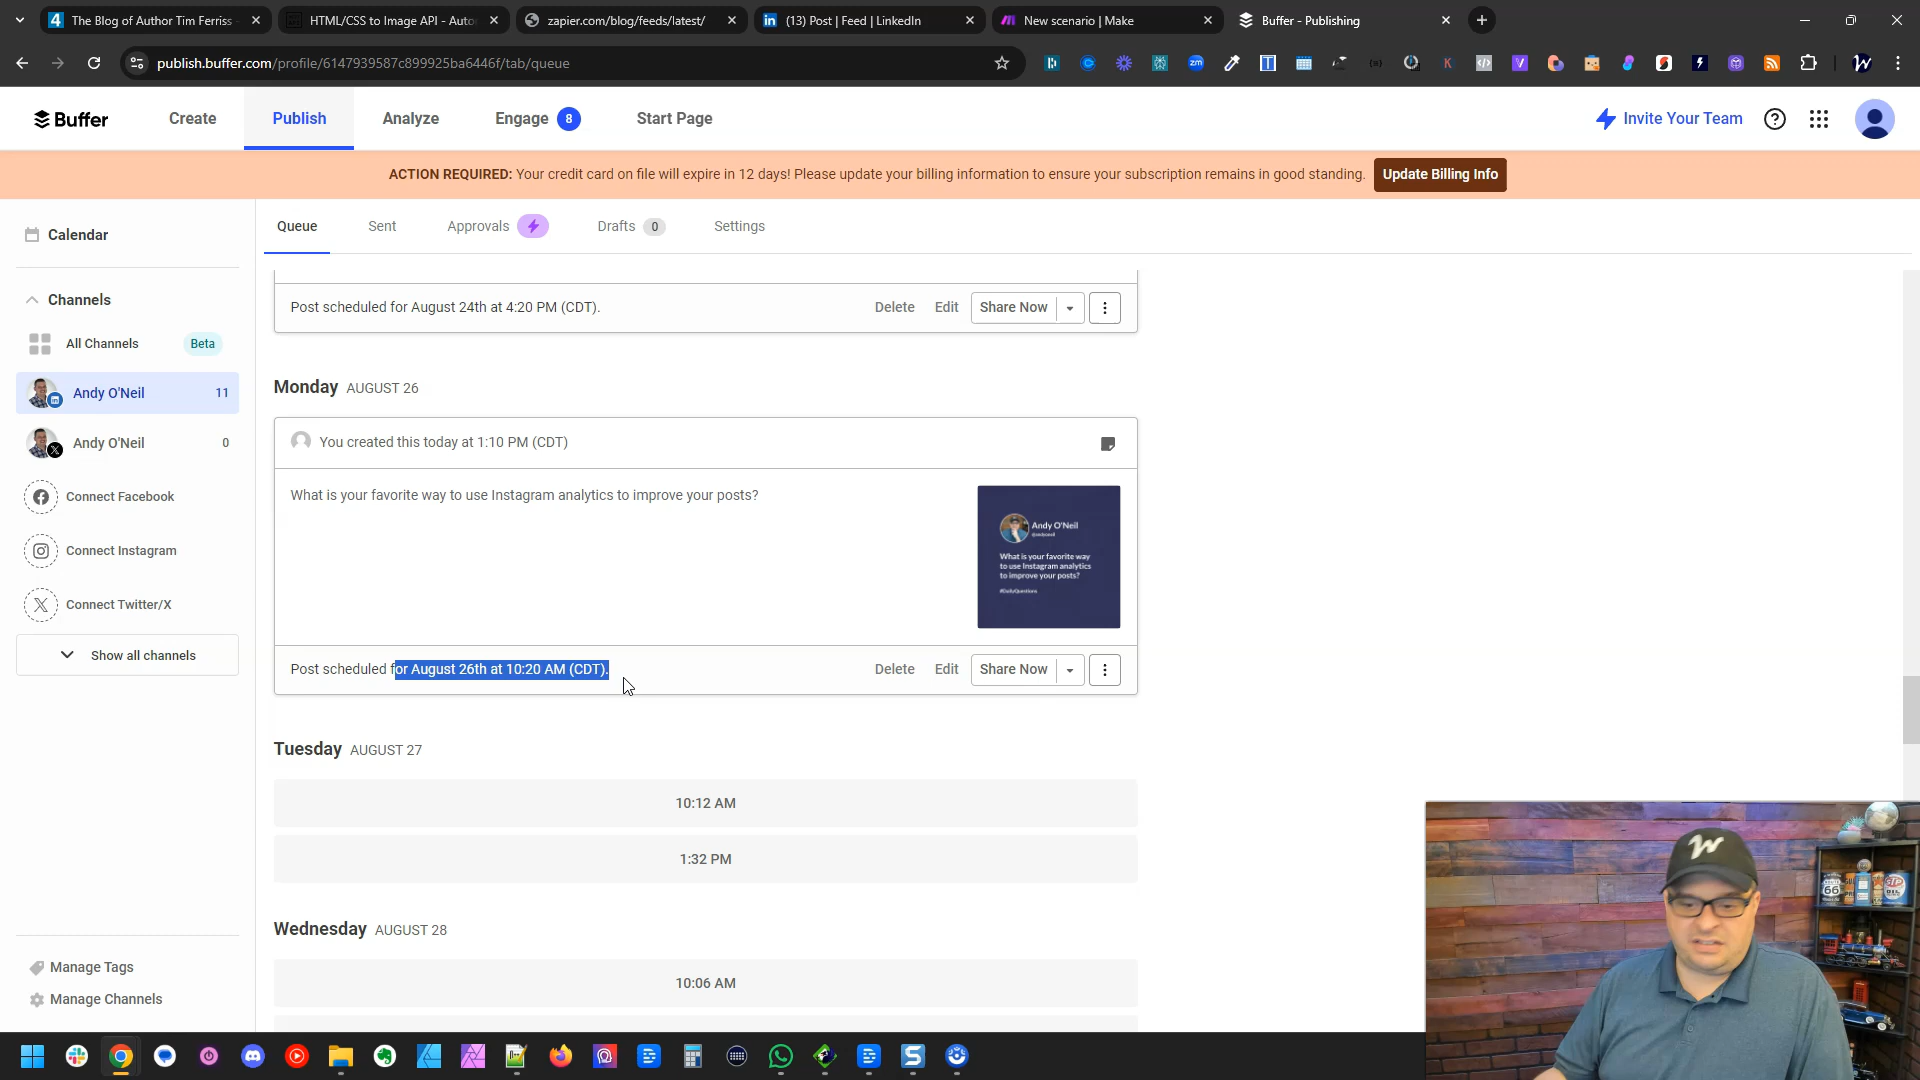 The Blog of Author Tim Ferriss
HTML/CSS to Image API - Auto
zapier.com/blog/feeds/latest/
(13) Post | Feed | LinkedIn
New scenario | Make
Buffer - Publishing
publish.buffer.com/profile/6147939587c899925ba6446f/tab/queue
Buffer
Create
Publish
Analyze
Engage 8
Start Page
Invite Your Team
ACTION REQUIRED: Your credit card on file will expire in 12 days! Please update your billing information to ensure your subscription remains in good standing.
Update Billing Info
Calendar
Channels
All Channels Beta
Andy O'Neil 11
Andy O'Neil 0
Connect Facebook
Connect Instagram
Connect Twitter/X
Show all channels
Manage Tags
Manage Channels
Queue
Sent
Approvals
Drafts 0
Settings
Post scheduled for August 24th at 4:20 PM (CDT).
Delete Edit Share Now
Monday AUGUST 26
You created this today at 1:10 PM (CDT)
What is your favorite way to use Instagram analytics to improve your posts?
Andy O'Neil
@andyoneil
What is your favorite way
to use Instagram analytics
to improve your posts?
#DailyQuestions
Post scheduled for August 26th at 10:20 AM (CDT).
Delete Edit Share Now
Tuesday AUGUST 27
10:12 AM
1:32 PM
Wednesday AUGUST 28
10:06 AM